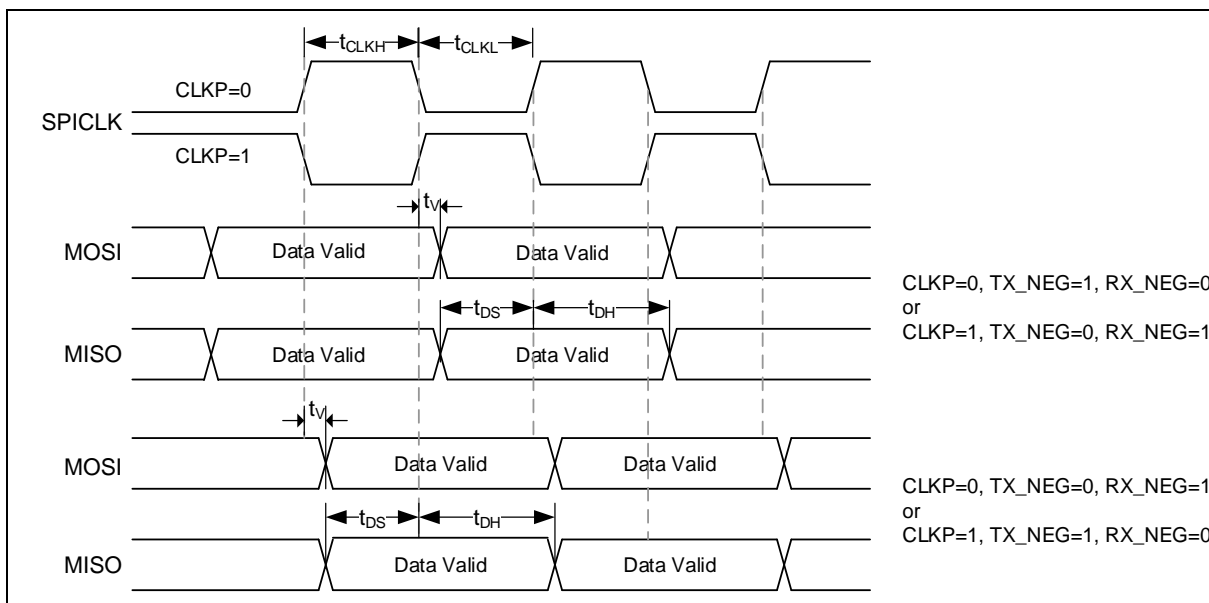 tCLKH tCLKL
CLKP=0
SPICLK
CLKP=1
tV
MOSI Data Valid Data Valid
CLKP=0, TX_NEG=1, RX_NEG=0
or
CLKP=1, TX_NEG=0, RX_NEG=1
tDS tDH
MISO Data Valid Data Valid
tV
MOSI Data Valid Data Valid
CLKP=0, TX_NEG=0, RX_NEG=1
or
CLKP=1, TX_NEG=1, RX_NEG=0
tDS tDH
MISO Data Valid Data Valid